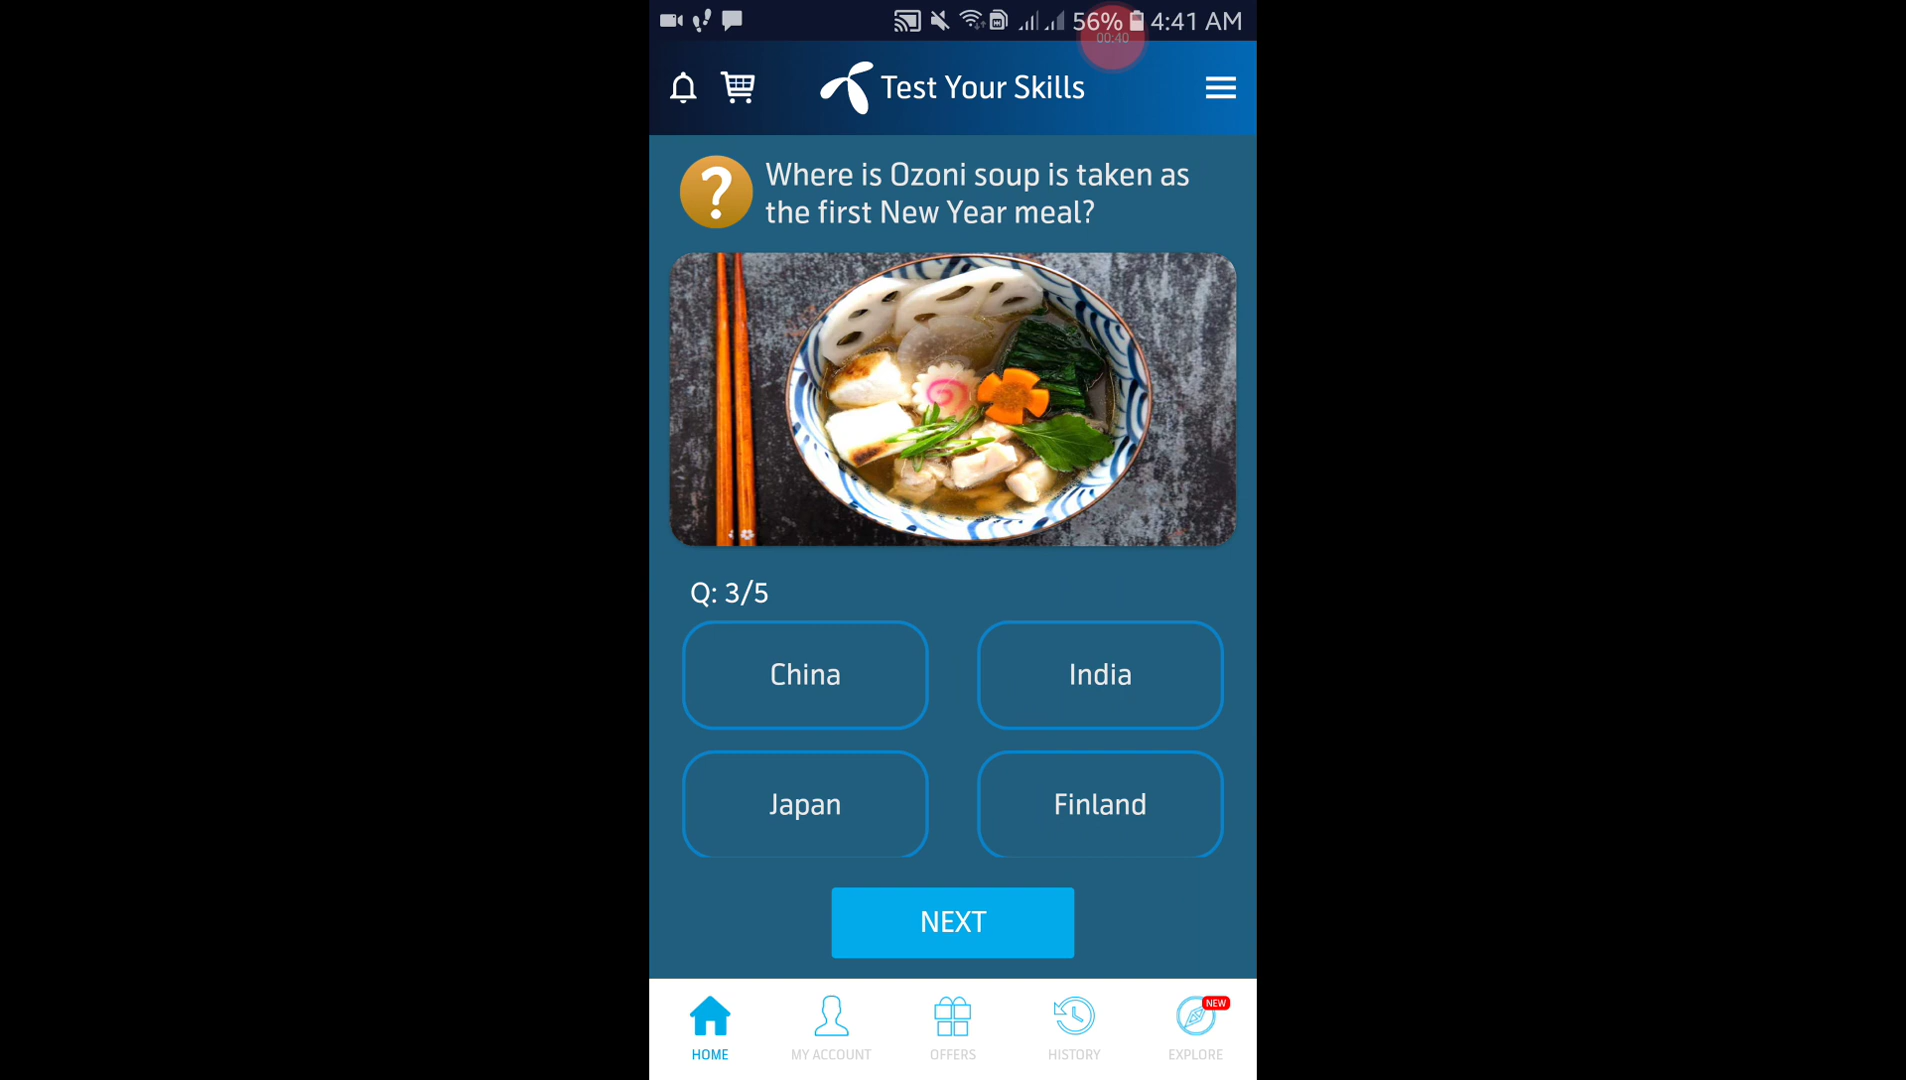 56% 4:41 AM
00:40
Test Your Skills
Where is Ozoni soup is taken as
the first New Year meal?
Q: 3/5
China India
Japan Finland
NEXT
NEW
HOME MY ACCOUNT OFFERS HISTORY EXPLORE